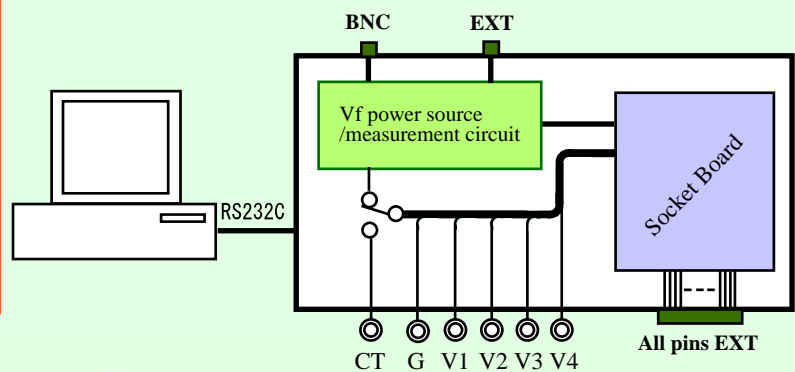 BNC EXT
Vf power source
/measurement circuit
Socket Board
RS232C
CT G V1 V2 V3 V4
All pins EXT